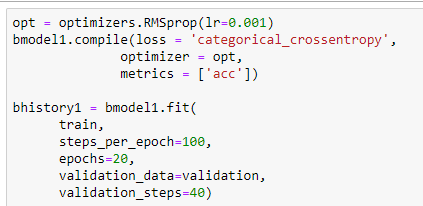 opt = optimizers.RMSprop(lr=0.001)
bmodel1.compile(loss = 'categorical_crossentropy',
              optimizer = opt,
              metrics = ['acc'])

bhistory1 = bmodel1.fit(
      train,
      steps_per_epoch=100,
      epochs=20,
      validation_data=validation,
      validation_steps=40)